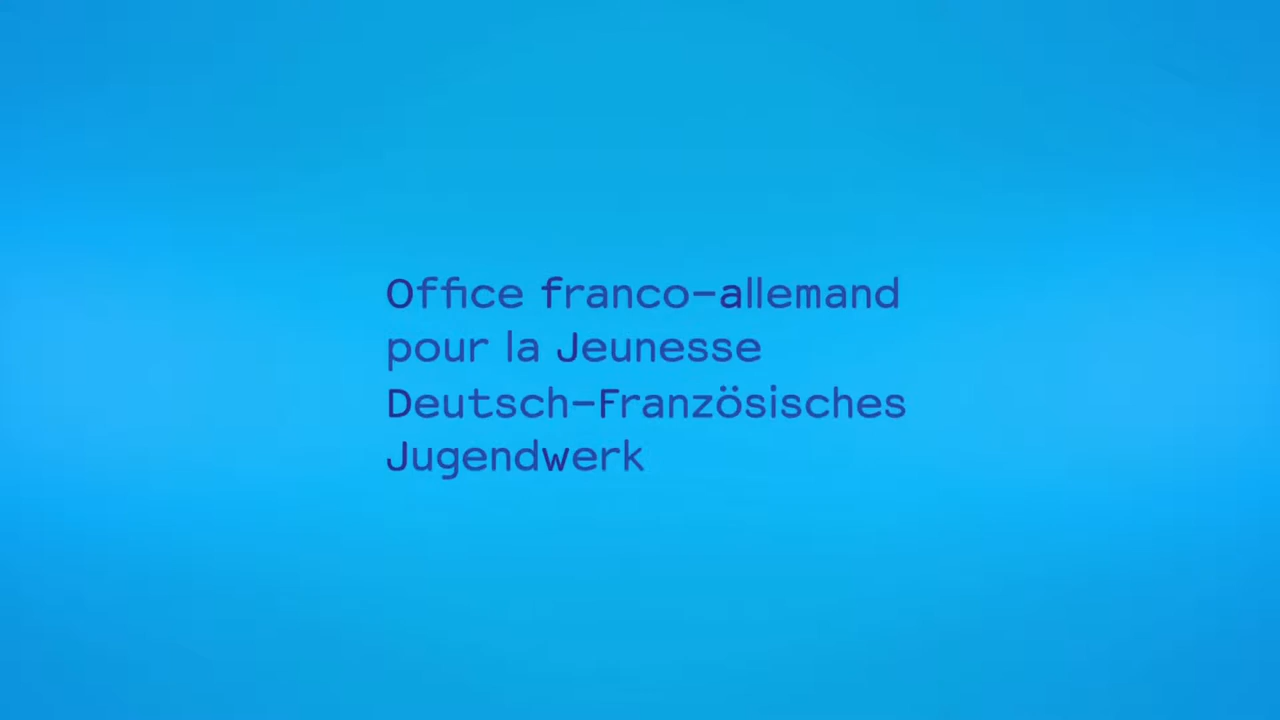 Office franco-allemand
pour la Jeunesse
Deutsch-Französisches
Jugendwerk